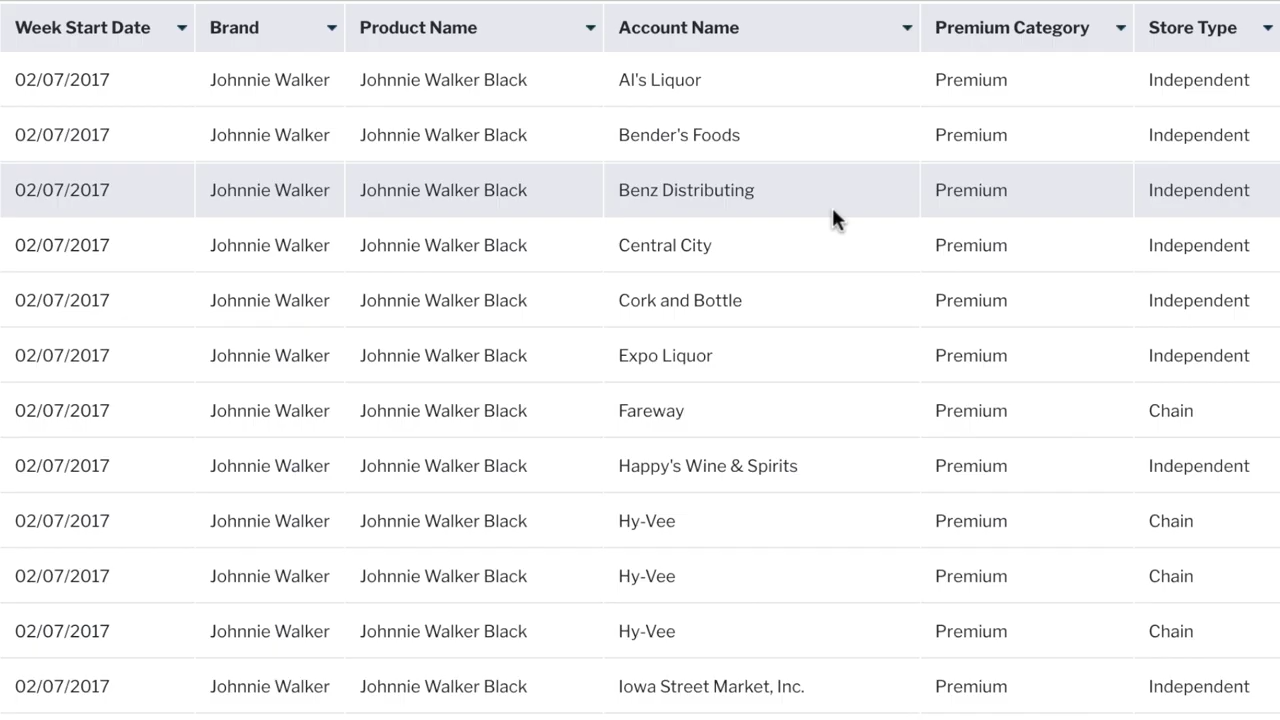 Week Start Date Brand Product Name Account Name Premium Category Store Type
02/07/2017 Johnnie Walker Johnnie Walker Black Al's Liquor Premium Independent
02/07/2017 Johnnie Walker Johnnie Walker Black Bender's Foods Premium Independent
02/07/2017 Johnnie Walker Johnnie Walker Black Benz Distributing Premium Independent
02/07/2017 Johnnie Walker Johnnie Walker Black Central City Premium Independent
02/07/2017 Johnnie Walker Johnnie Walker Black Cork and Bottle Premium Independent
02/07/2017 Johnnie Walker Johnnie Walker Black Expo Liquor Premium Independent
02/07/2017 Johnnie Walker Johnnie Walker Black Fareway Premium Chain
02/07/2017 Johnnie Walker Johnnie Walker Black Happy's Wine & Spirits Premium Independent
02/07/2017 Johnnie Walker Johnnie Walker Black Hy-Vee Premium Chain
02/07/2017 Johnnie Walker Johnnie Walker Black Hy-Vee Premium Chain
02/07/2017 Johnnie Walker Johnnie Walker Black Hy-Vee Premium Chain
02/07/2017 Johnnie Walker Johnnie Walker Black Iowa Street Market, Inc. Premium Independent